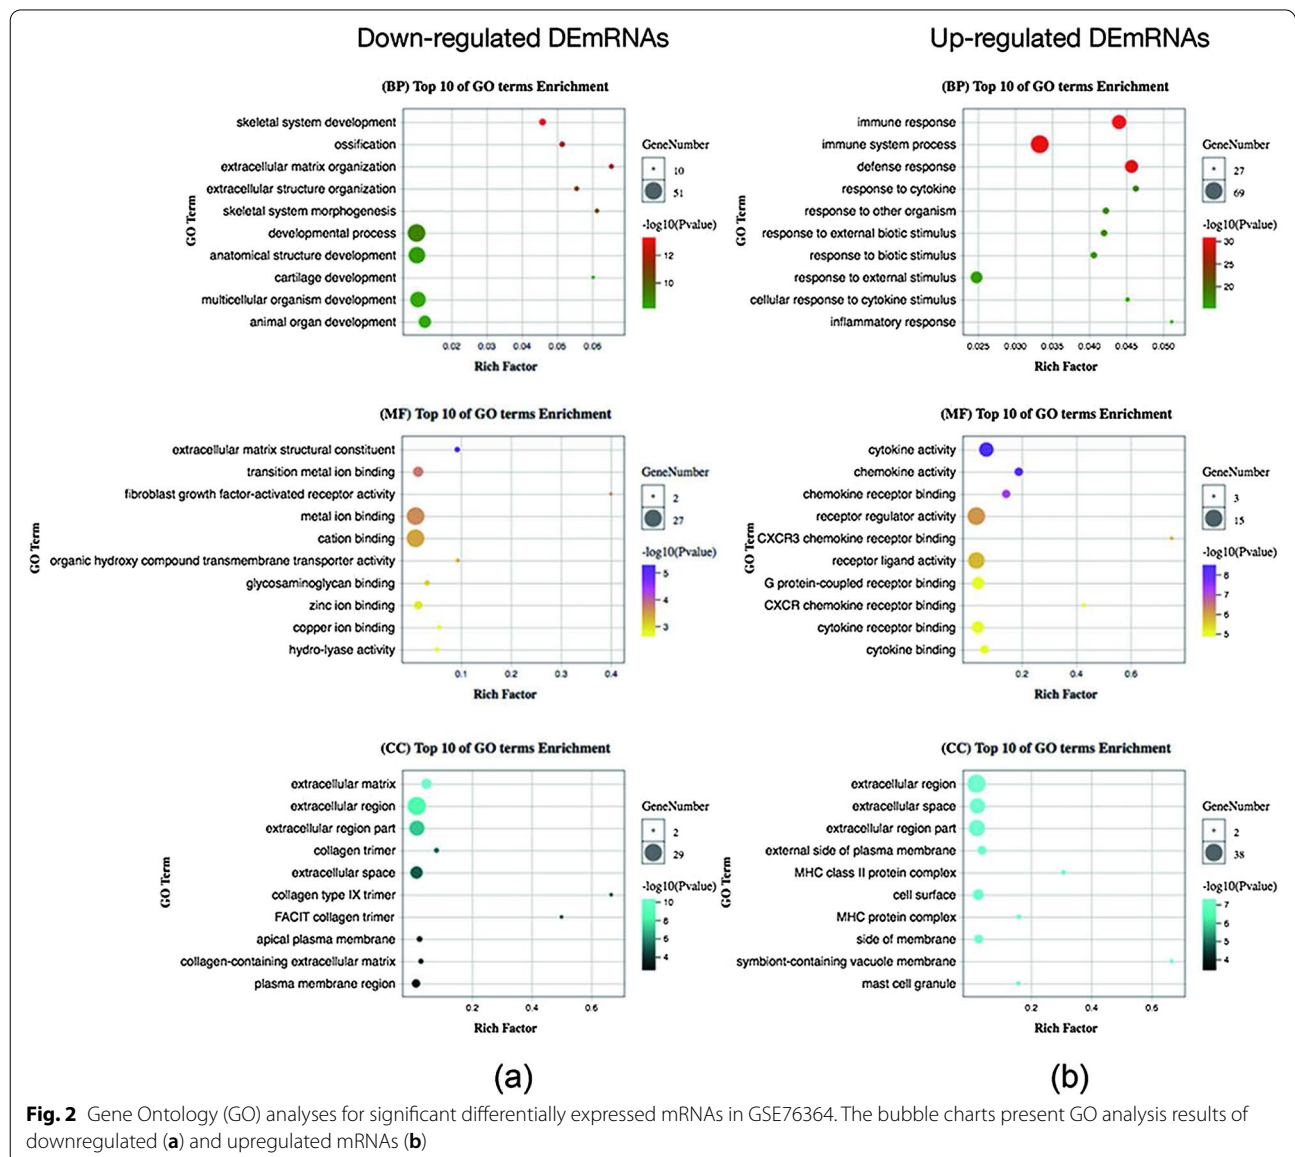 Down-regulated DEmRNAs
Up-regulated DEmRNAs
(BP) Top 10 of GO terms Enrichment
GO Term
skeletal system development
ossification
extracellular matrix organization
extracellular structure organization
skeletal system morphogenesis
developmental process
anatomical structure development
cartilage development
multicellular organism development
animal organ development
0.02 0.03 0.04 0.05 0.06
Rich Factor
GeneNumber
10
51
-log10(Pvalue)
12
10
(BP) Top 10 of GO terms Enrichment
GO Term
immune response
immune system process
defense response
response to cytokine
response to other organism
response to external biotic stimulus
response to biotic stimulus
response to external stimulus
cellular response to cytokine stimulus
inflammatory response
0.025 0.030 0.035 0.040 0.045 0.050
Rich Factor
GeneNumber
27
69
-log10(Pvalue)
30
25
20
(MF) Top 10 of GO terms Enrichment
GO Term
extracellular matrix structural constituent
transition metal ion binding
fibroblast growth factor-activated receptor activity
metal ion binding
cation binding
organic hydroxy compound transmembrane transporter activity
glycosaminoglycan binding
zinc ion binding
copper ion binding
hydro-lyase activity
0.1 0.2 0.3 0.4
Rich Factor
GeneNumber
2
27
-log10(Pvalue)
5
4
3
(MF) Top 10 of GO terms Enrichment
GO Term
cytokine activity
chemokine activity
chemokine receptor binding
receptor regulator activity
CXCR3 chemokine receptor binding
receptor ligand activity
G protein-coupled receptor binding
CXCR chemokine receptor binding
cytokine receptor binding
cytokine binding
0.2 0.4 0.6
Rich Factor
GeneNumber
3
15
-log10(Pvalue)
8
7
6
5
(CC) Top 10 of GO terms Enrichment
GO Term
extracellular matrix
extracellular region
extracellular region part
collagen trimer
extracellular space
collagen type IX trimer
FACIT collagen trimer
apical plasma membrane
collagen-containing extracellular matrix
plasma membrane region
0.2 0.4 0.6
Rich Factor
GeneNumber
2
29
-log10(Pvalue)
10
8
6
4
(CC) Top 10 of GO terms Enrichment
GO Term
extracellular region
extracellular space
extracellular region part
external side of plasma membrane
MHC class II protein complex
cell surface
MHC protein complex
side of membrane
symbiont-containing vacuole membrane
mast cell granule
0.2 0.4 0.6
Rich Factor
GeneNumber
2
38
-log10(Pvalue)
7
6
5
4
(a)
(b)
Fig. 2 Gene Ontology (GO) analyses for significant differentially expressed mRNAs in GSE76364. The bubble charts present GO analysis results of
downregulated (a) and upregulated mRNAs (b)